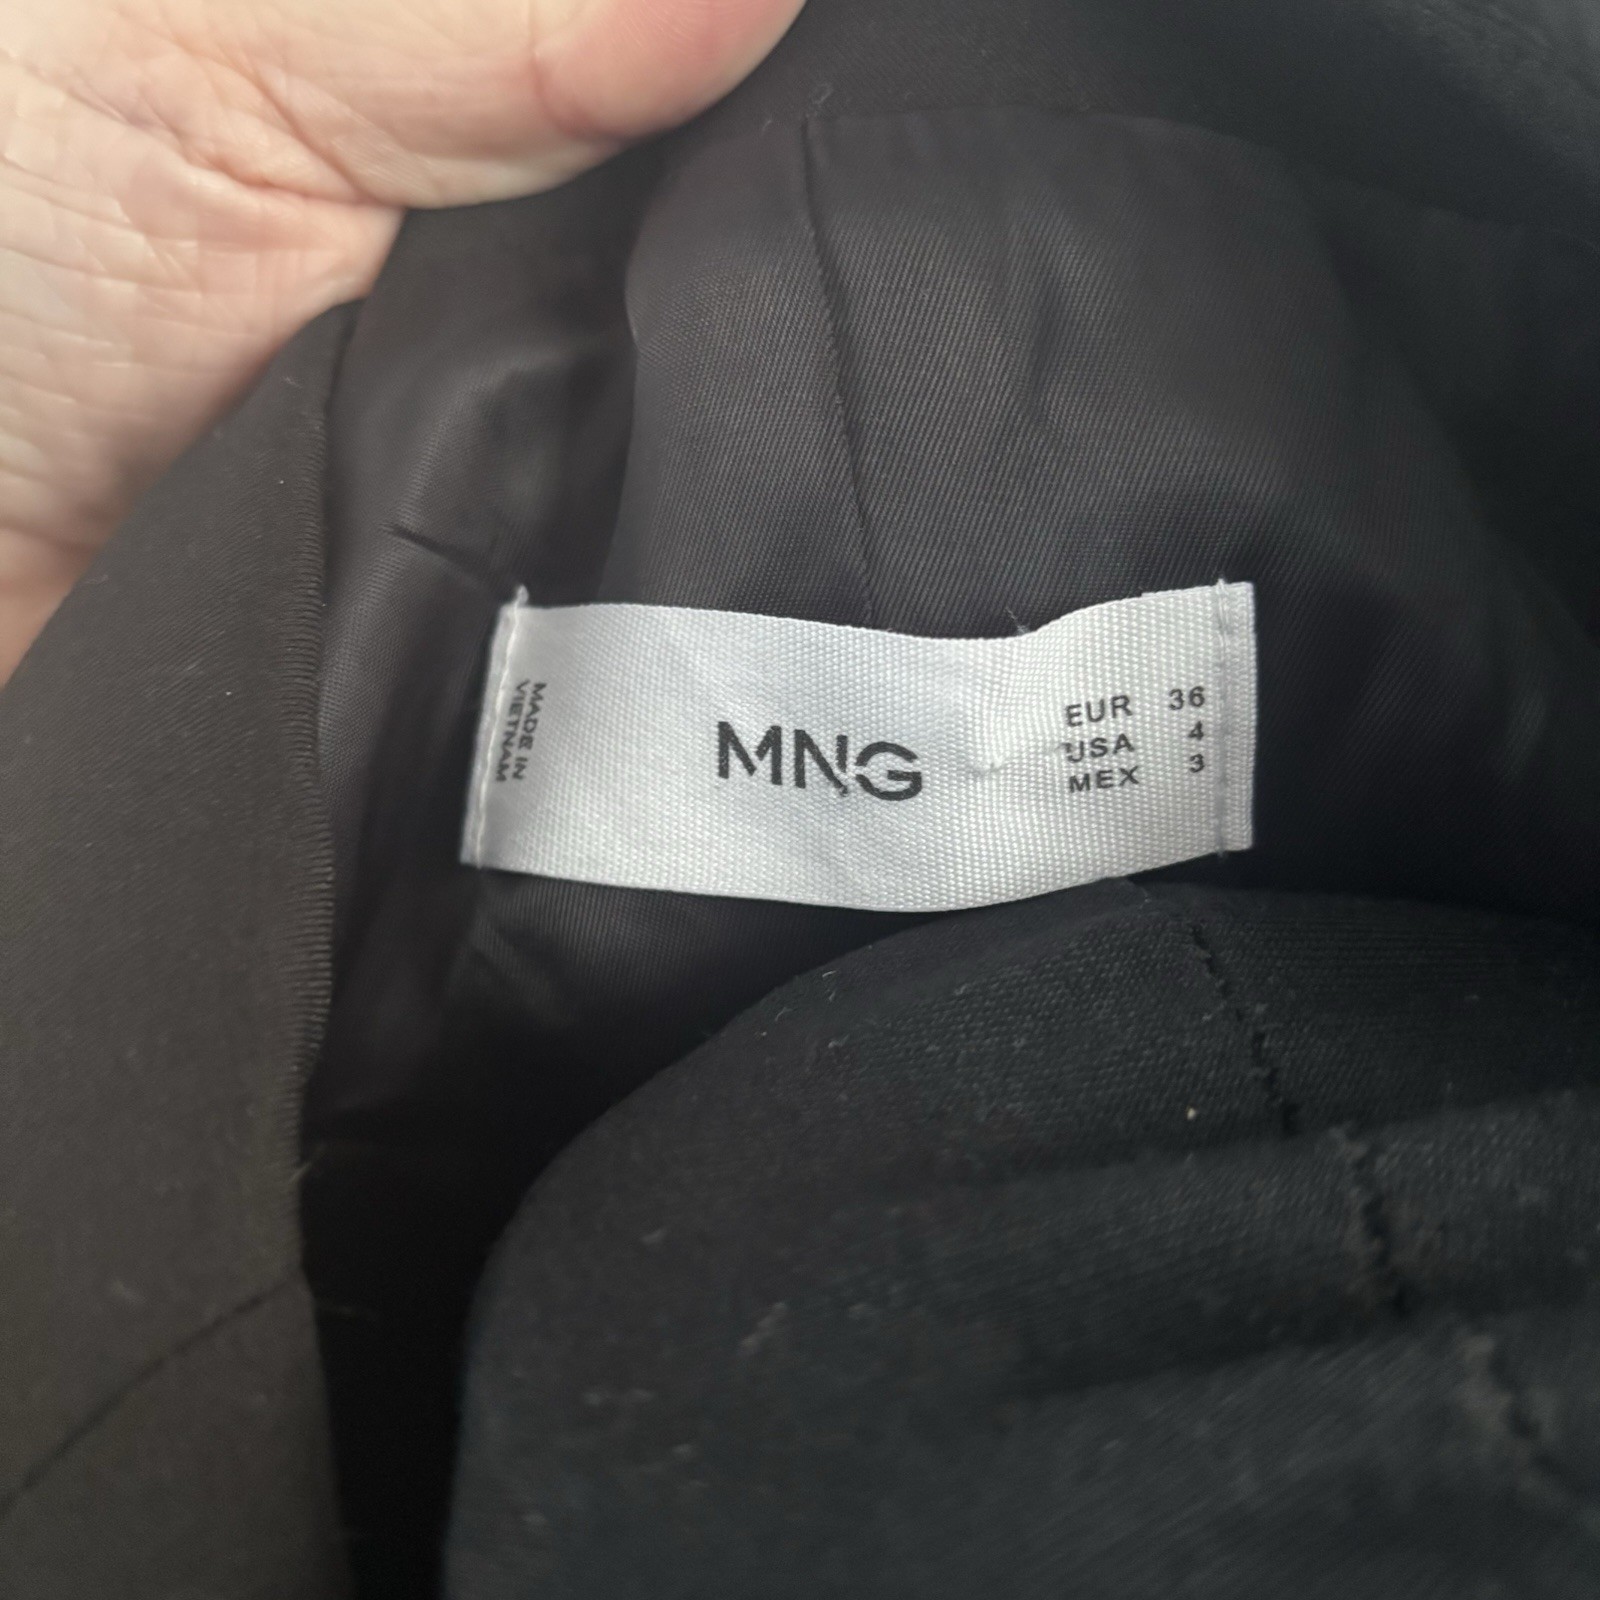 MADE IN
VIETNAM
MNG
EUR 36
USA 4
MEX 3